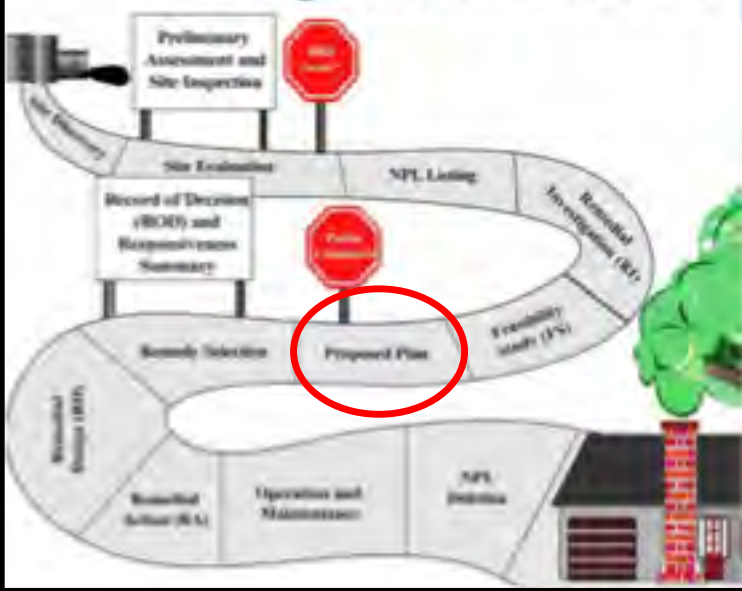 Preliminary
Assessment and
Site Inspection
Site Discovery
Site Evaluation
NPL Listing
Remedial
Investigation (RI)
Record of Decision
(ROD) and
Responsiveness
Summary
Public
Comment
Feasibility
Study (FS)
Proposed Plan
Remedy Selection
Remedial
Design (RD)
Remedial
Action (RA)
Operation and
Maintenance
NPL
Deletion